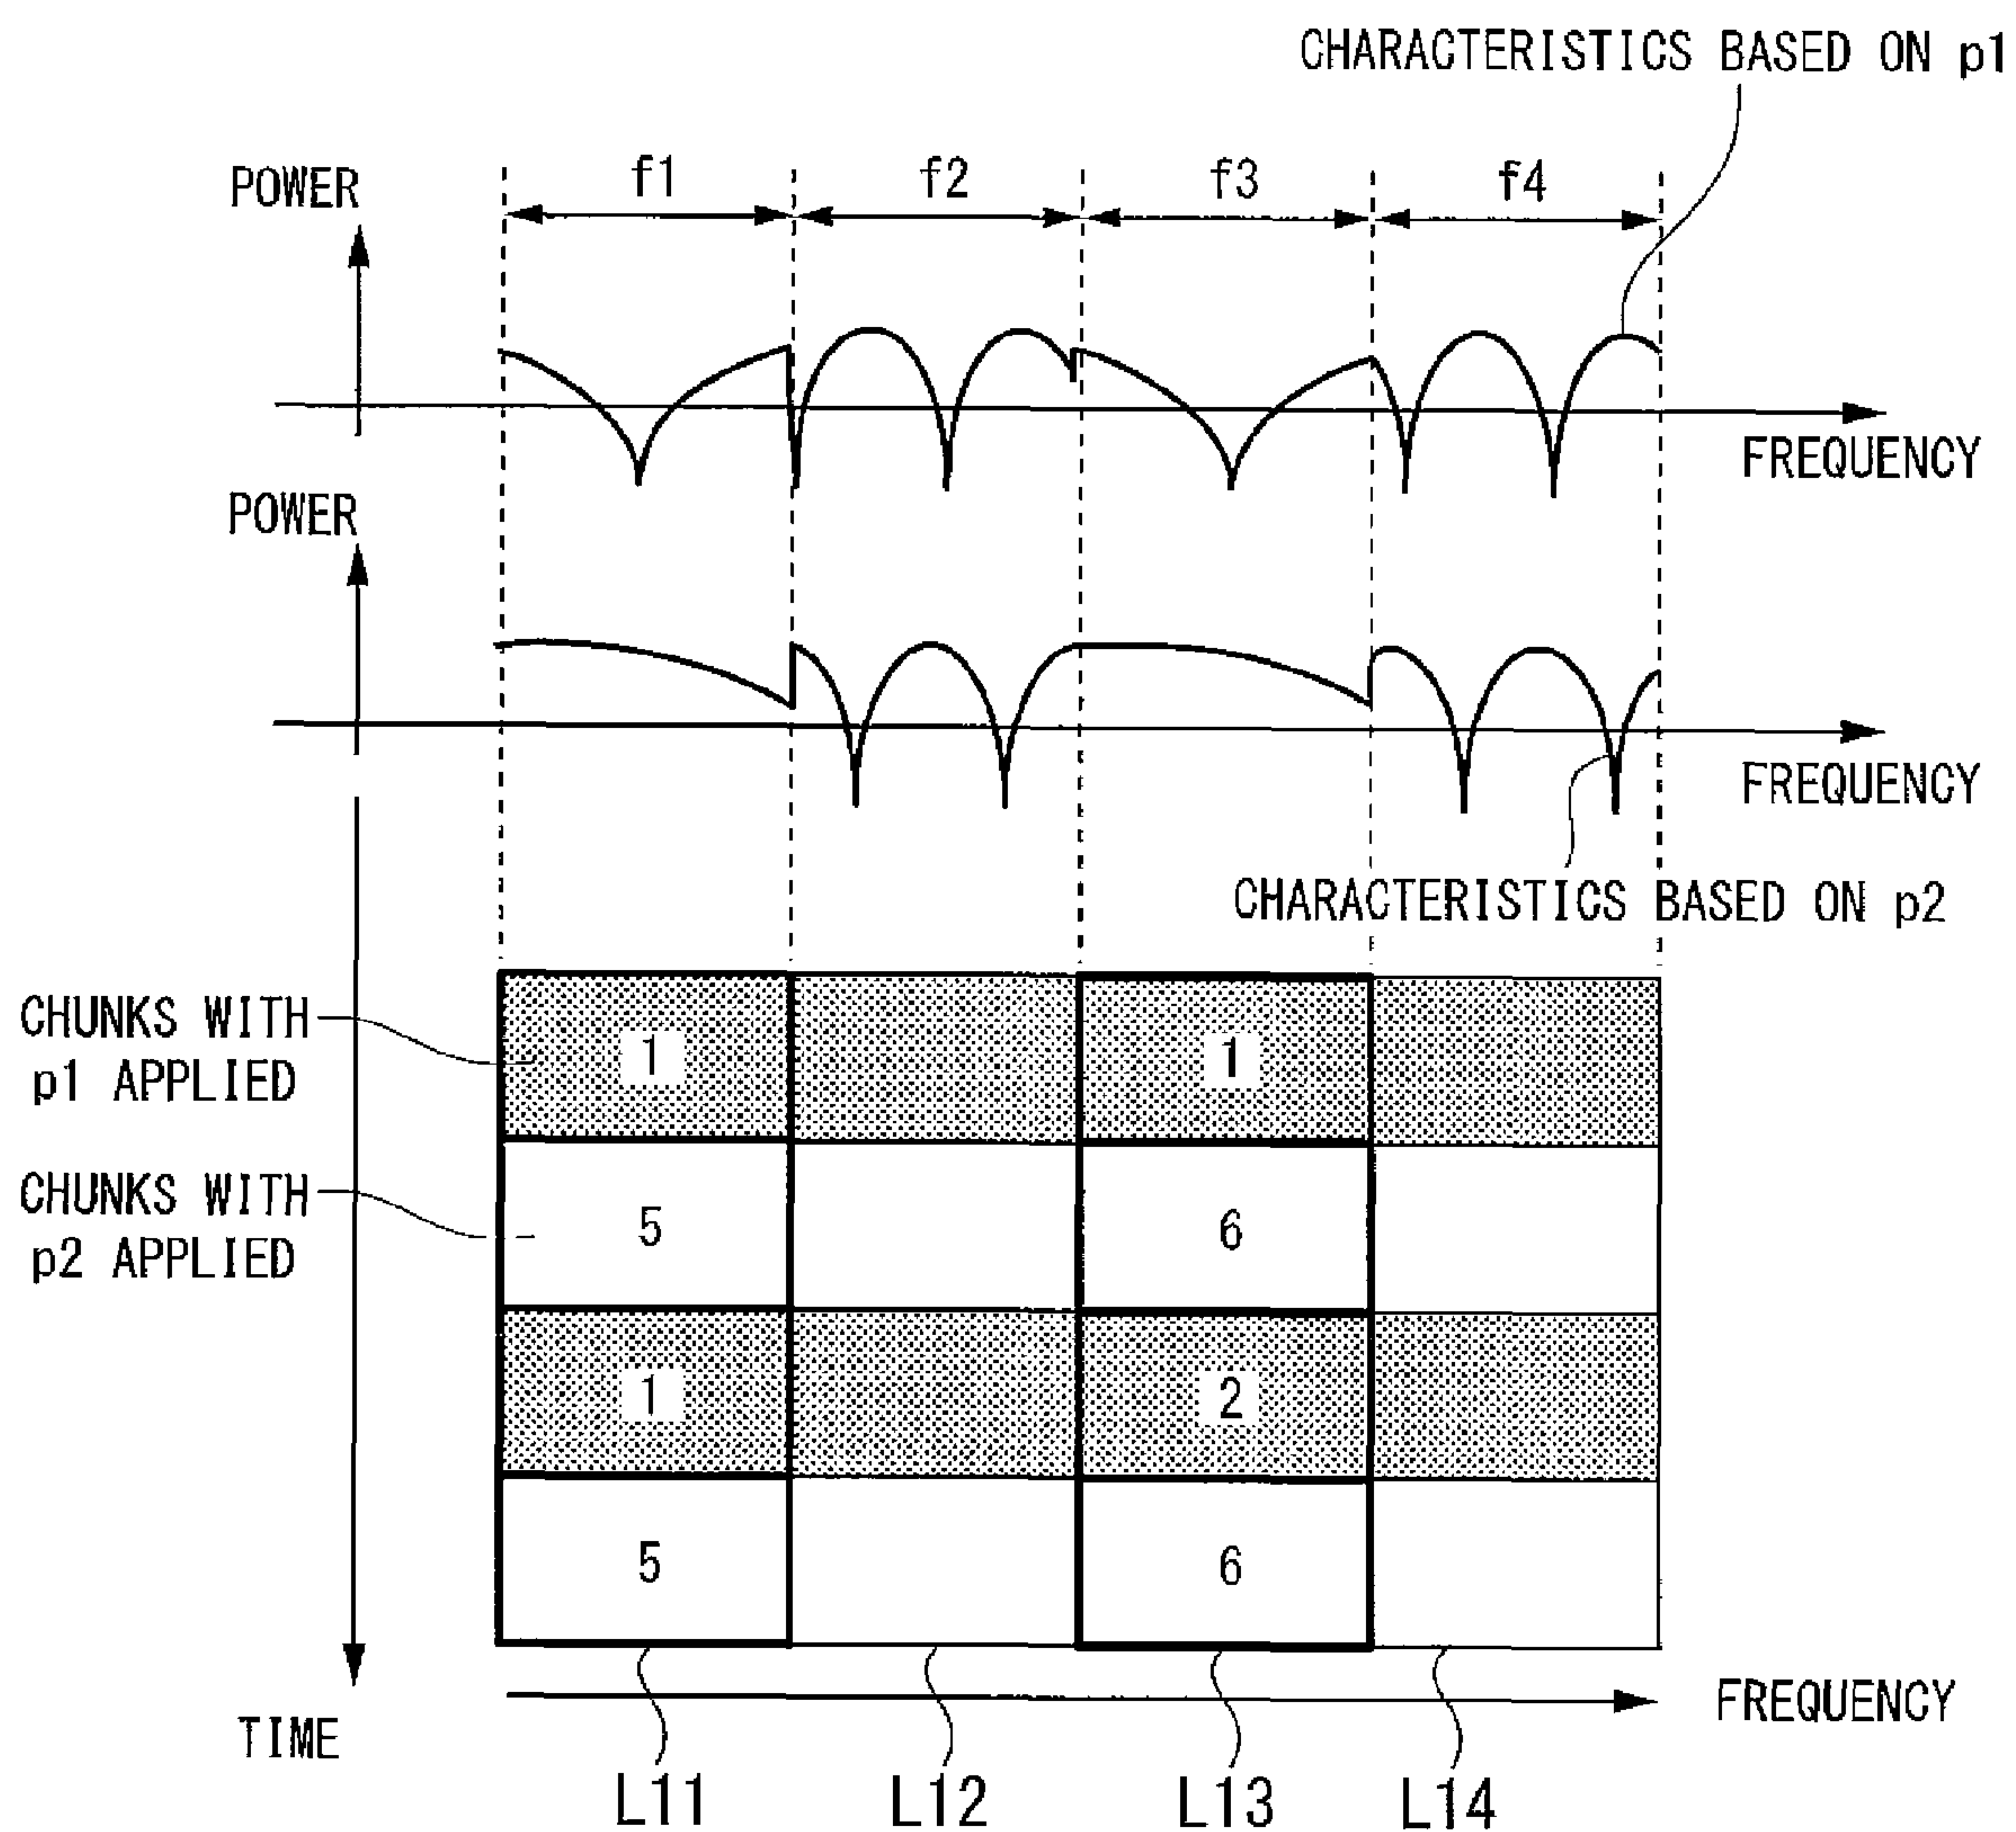 CHARACTERISTICS BASED ON p1
POWER
f1 f2 f3 f4
FREQUENCY
POWER
FREQUENCY
CHARACTERISTICS BASED ON p2
CHUNKS WITH
p1 APPLIED
1 1
CHUNKS WITH
p2 APPLIED
5 6
1 2
5 6
FREQUENCY
TIME
L11 L12 L13 L14